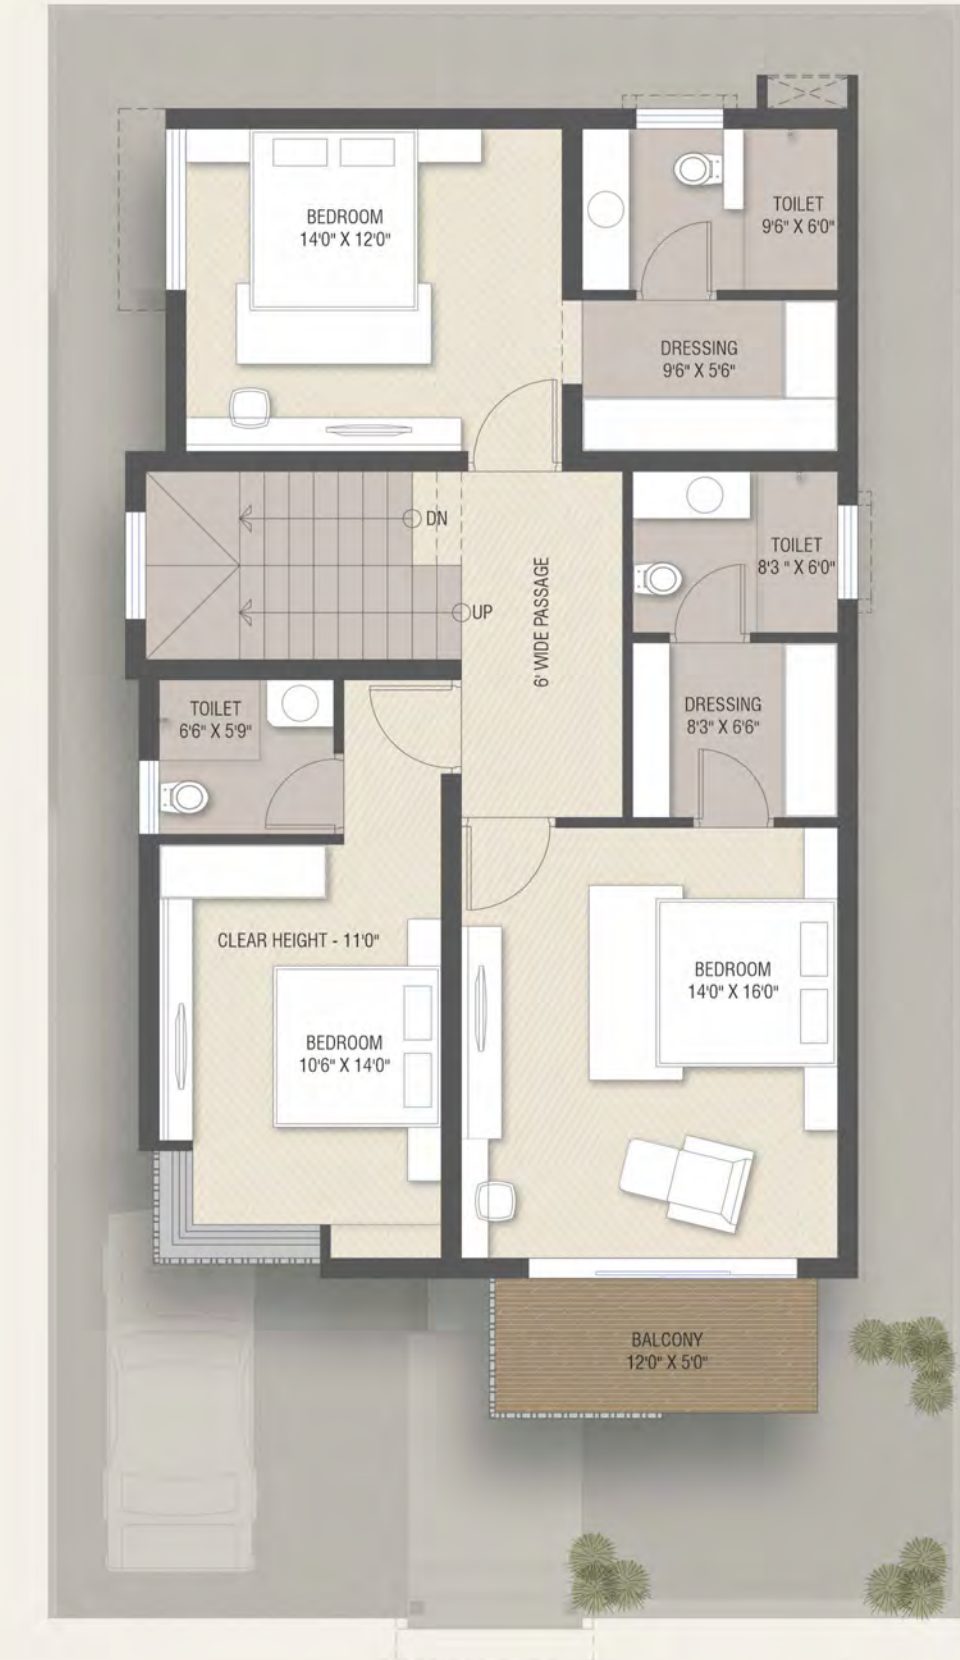 BEDROOM
14'0" X 12'0"
TOILET
9'6" X 6'0"
DRESSING
9'6" X 5'6"
DN
UP
6' WIDE PASSAGE
TOILET
8'3 " X 6'0"
DRESSING
8'3" X 6'6"
TOILET
6'6" X 5'9"
CLEAR HEIGHT - 11'0"
BEDROOM
10'6" X 14'0"
BEDROOM
14'0" X 16'0"
BALCONY
12'0" X 5'0"